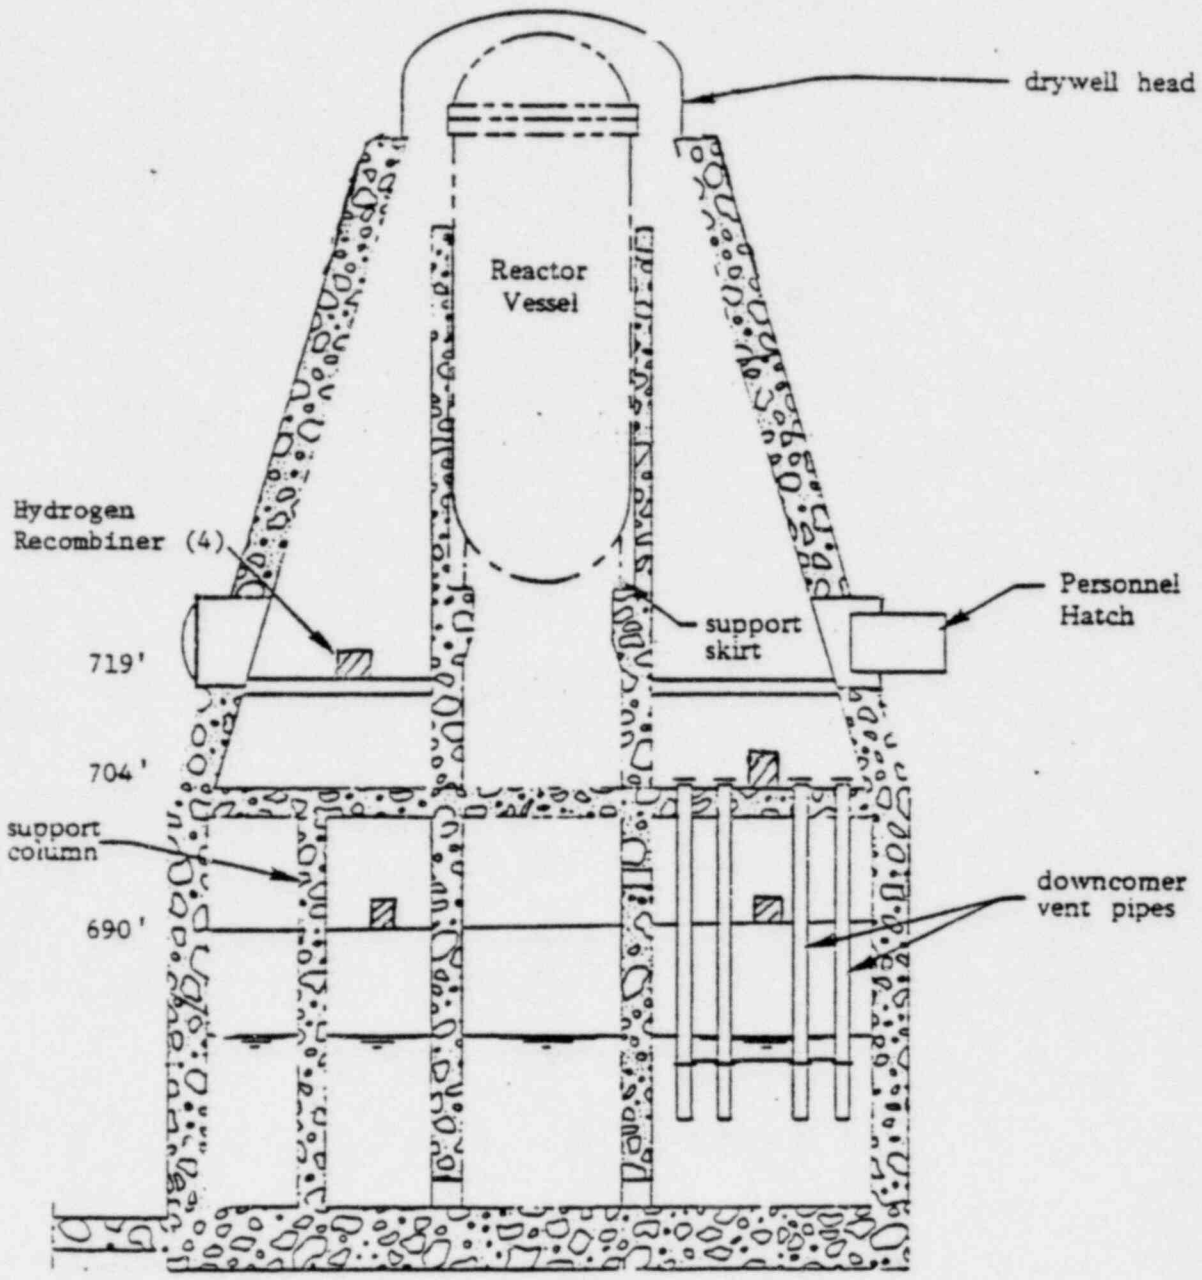 drywell head
Reactor
Vessel
Hydrogen
Recombiner (4)
Personnel
Hatch
support
skirt
719'
704'
support
column
downcomer
vent pipes
690'